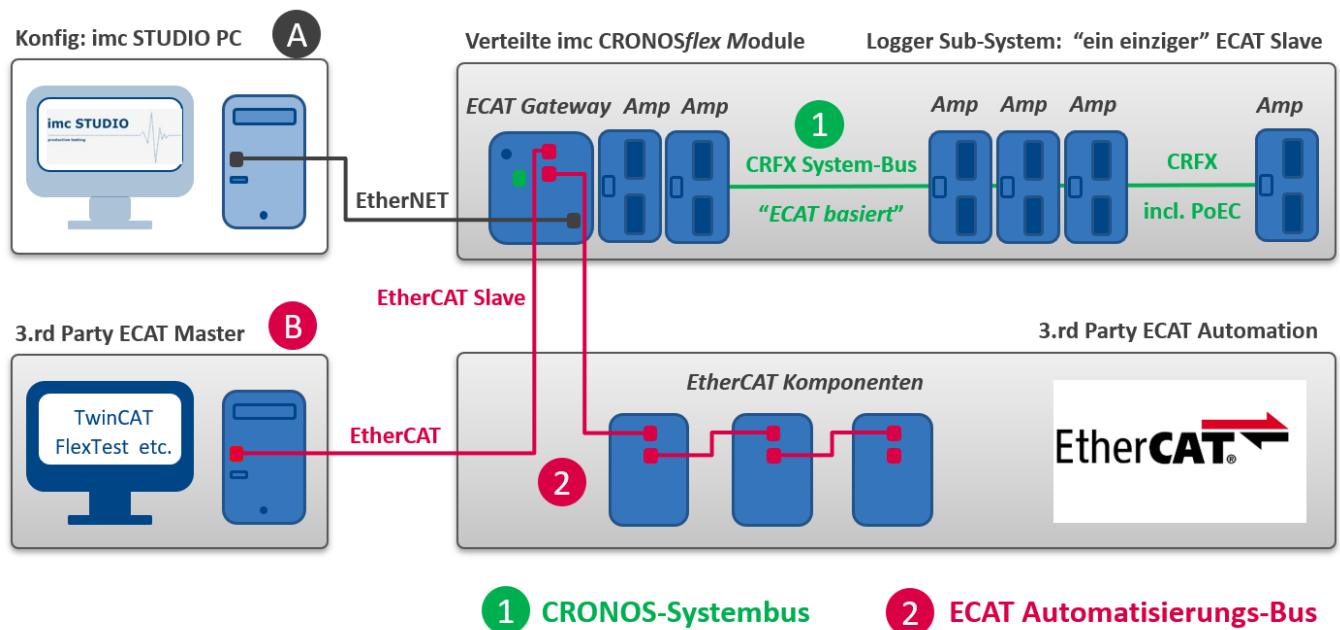 Konfig: imc STUDIO PC
A
imc STUDIO
production testing
EtherNET
Verteilte imc CRONOSflex Module
Logger Sub-System: “ein einziger” ECAT Slave
ECAT Gateway
Amp
Amp
1
CRFX System-Bus
“ECAT basiert”
Amp
Amp
Amp
CRFX
incl. PoEC
Amp
EtherCAT Slave
3.rd Party ECAT Master
B
TwinCAT
FlexTest etc.
EtherCAT
3.rd Party ECAT Automation
EtherCAT Komponenten
2
EtherCAT®
1 CRONOS-Systembus
2 ECAT Automatisierungs-Bus